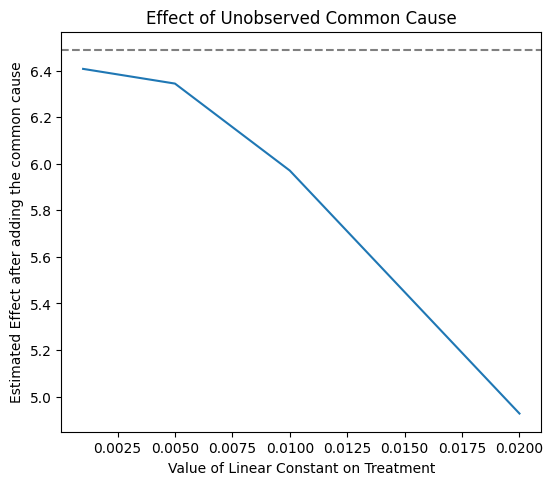 Effect of Unobserved Common Cause
Estimated Effect after adding the common cause
6.4
6.2
6.0
5.8
5.6
5.4
5.2
5.0
0.0025 0.0050 0.0075 0.0100 0.0125 0.0150 0.0175 0.0200
Value of Linear Constant on Treatment